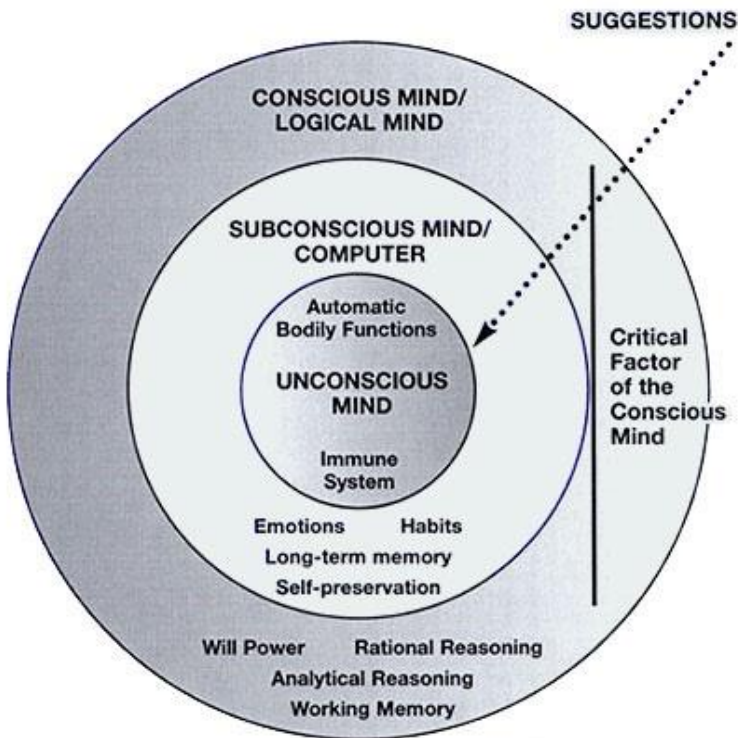 SUGGESTIONS
CONSCIOUS MIND/
LOGICAL MIND
SUBCONSCIOUS MIND/
COMPUTER
Automatic
Bodily Functions
UNCONSCIOUS
MIND
Immune
System
Emotions Habits
Long-term memory
Self-preservation
Will Power Rational Reasoning
Analytical Reasoning
Working Memory
Critical
Factor
of the
Conscious
Mind